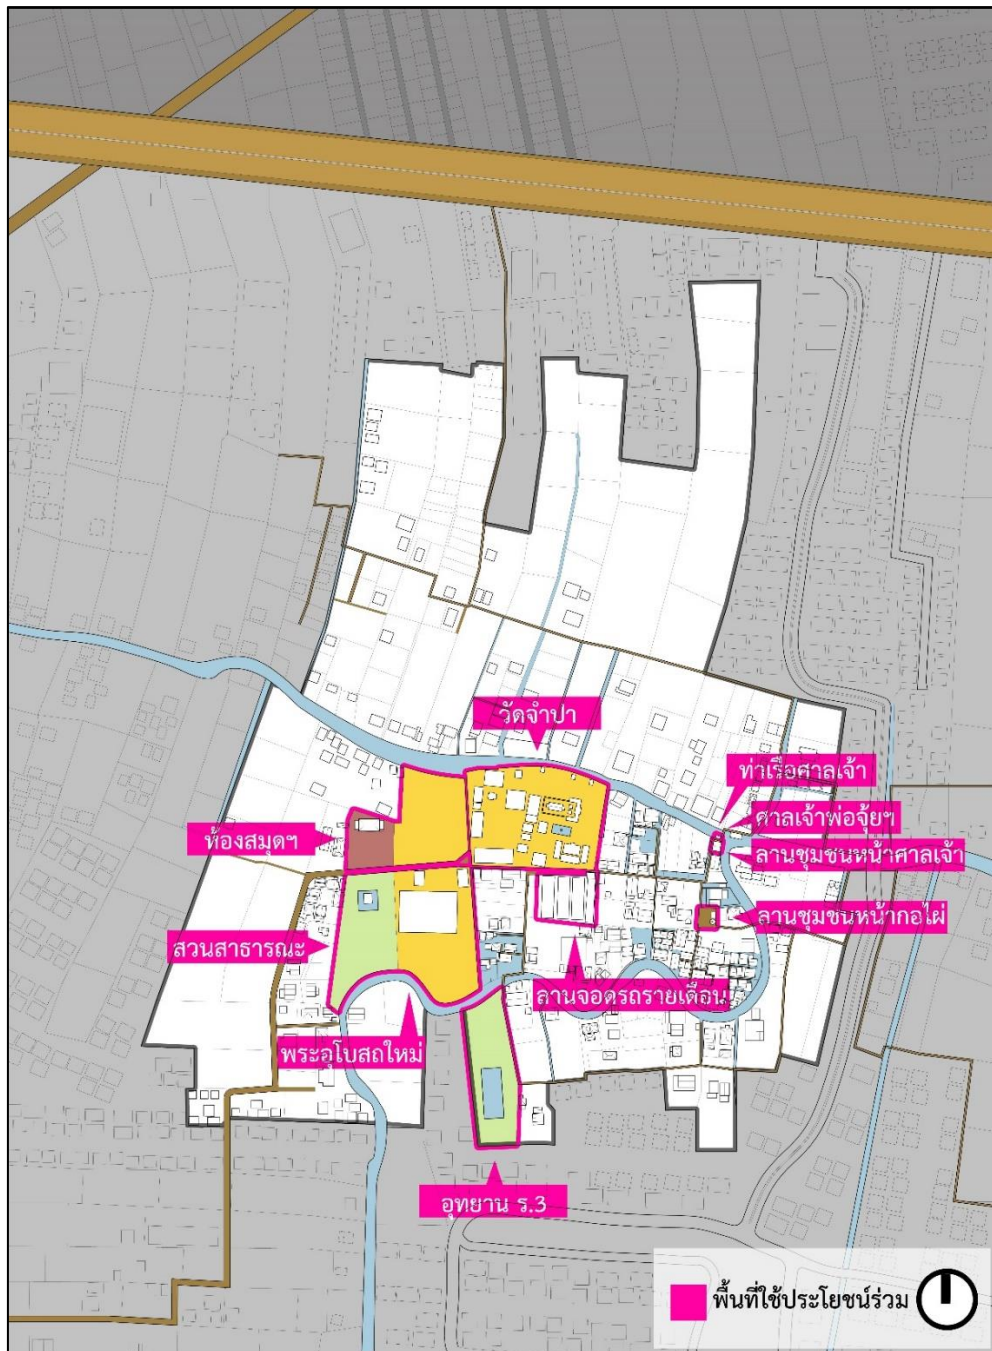 วัดจำปา
ท่าเรือศาลเจ้า
ศาลเจ้าพ่อจุ้ยฯ
ลานชุมชนหน้าศาลเจ้า
ห้องสมุดฯ
ลานชุมชนหน้ากอไผ่
สวนสาธารณะ
ลานจอดรถรายเดือน
พระอุโบสถใหม่
อุทยาน ร.3
พื้นที่ใช้ประโยชน์ร่วม